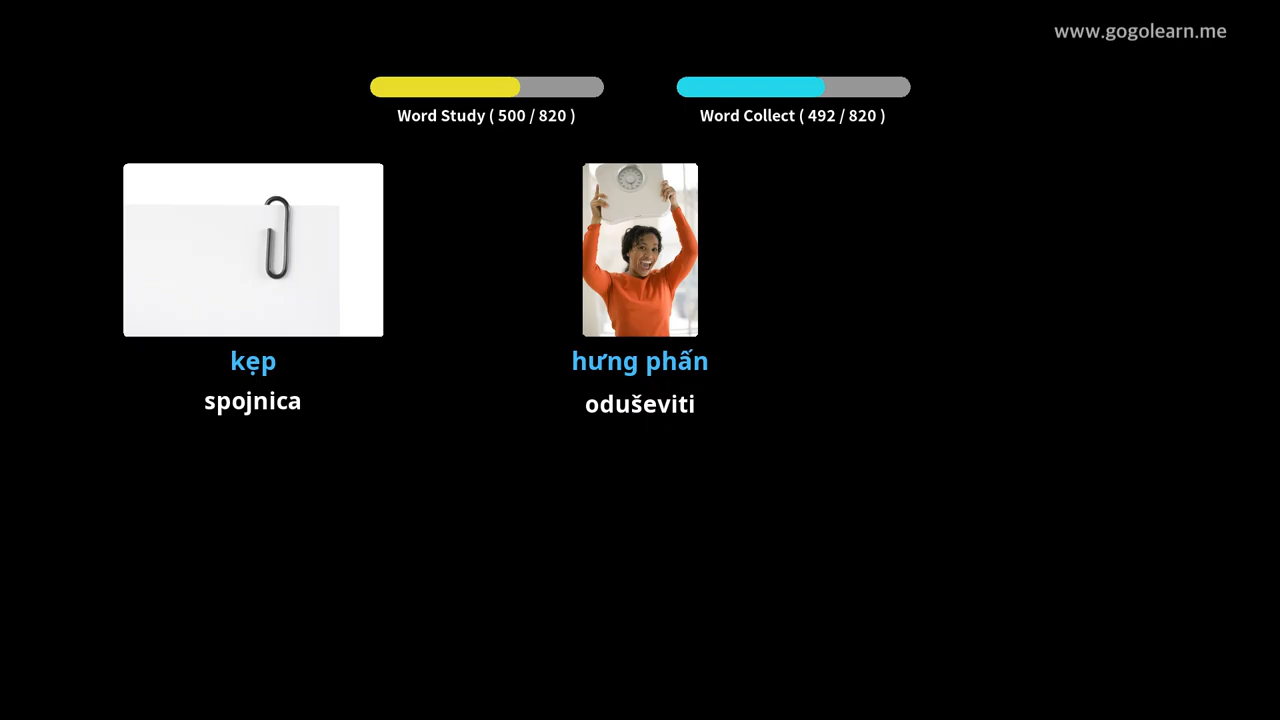 www.gogolearn.me
Word Study ( 500 / 820 )
Word Collect ( 492 / 820 )
kẹp
hưng phấn
spojnica
oduševiti